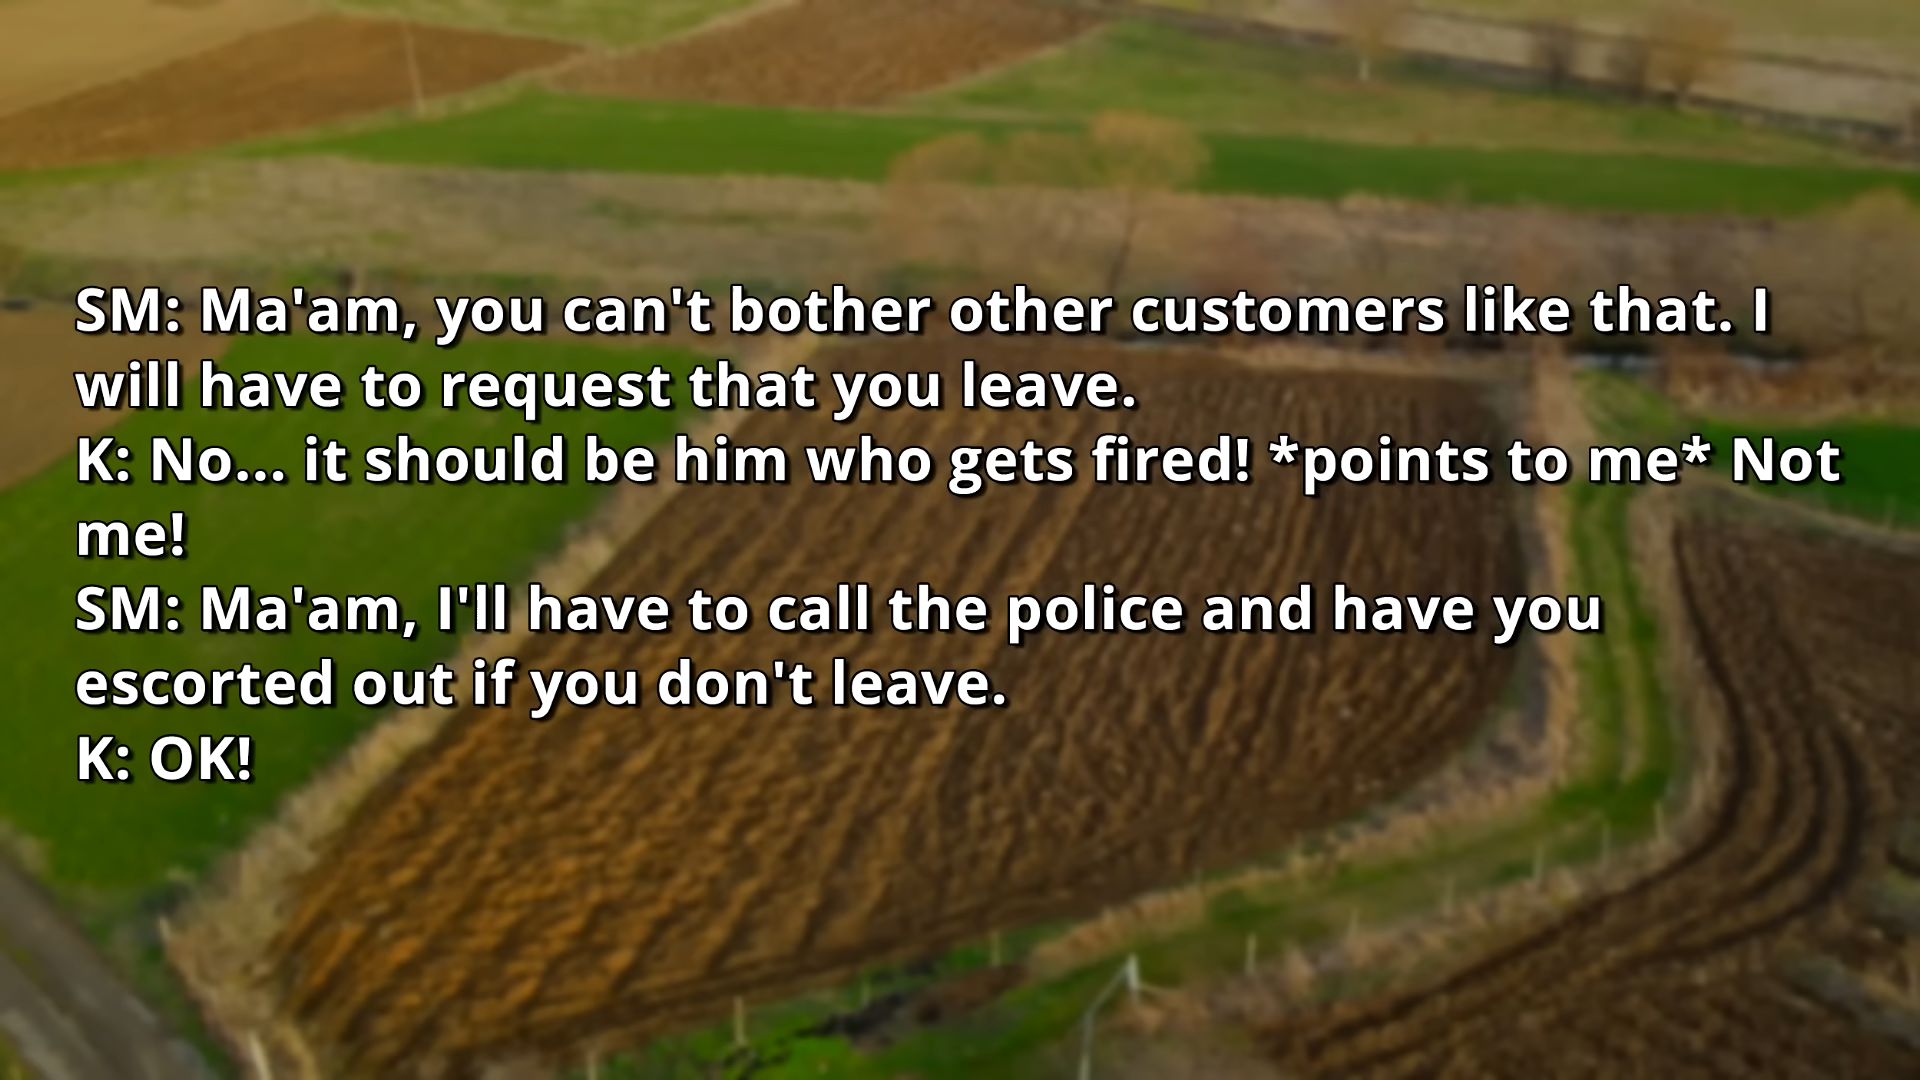 SM: Ma'am, you can't bother other customers like that. I
will have to request that you leave.
K: No... it should be him who gets fired! *points to me* Not
me!
SM: Ma'am, I'll have to call the police and have you
escorted out if you don't leave.
K: OK!